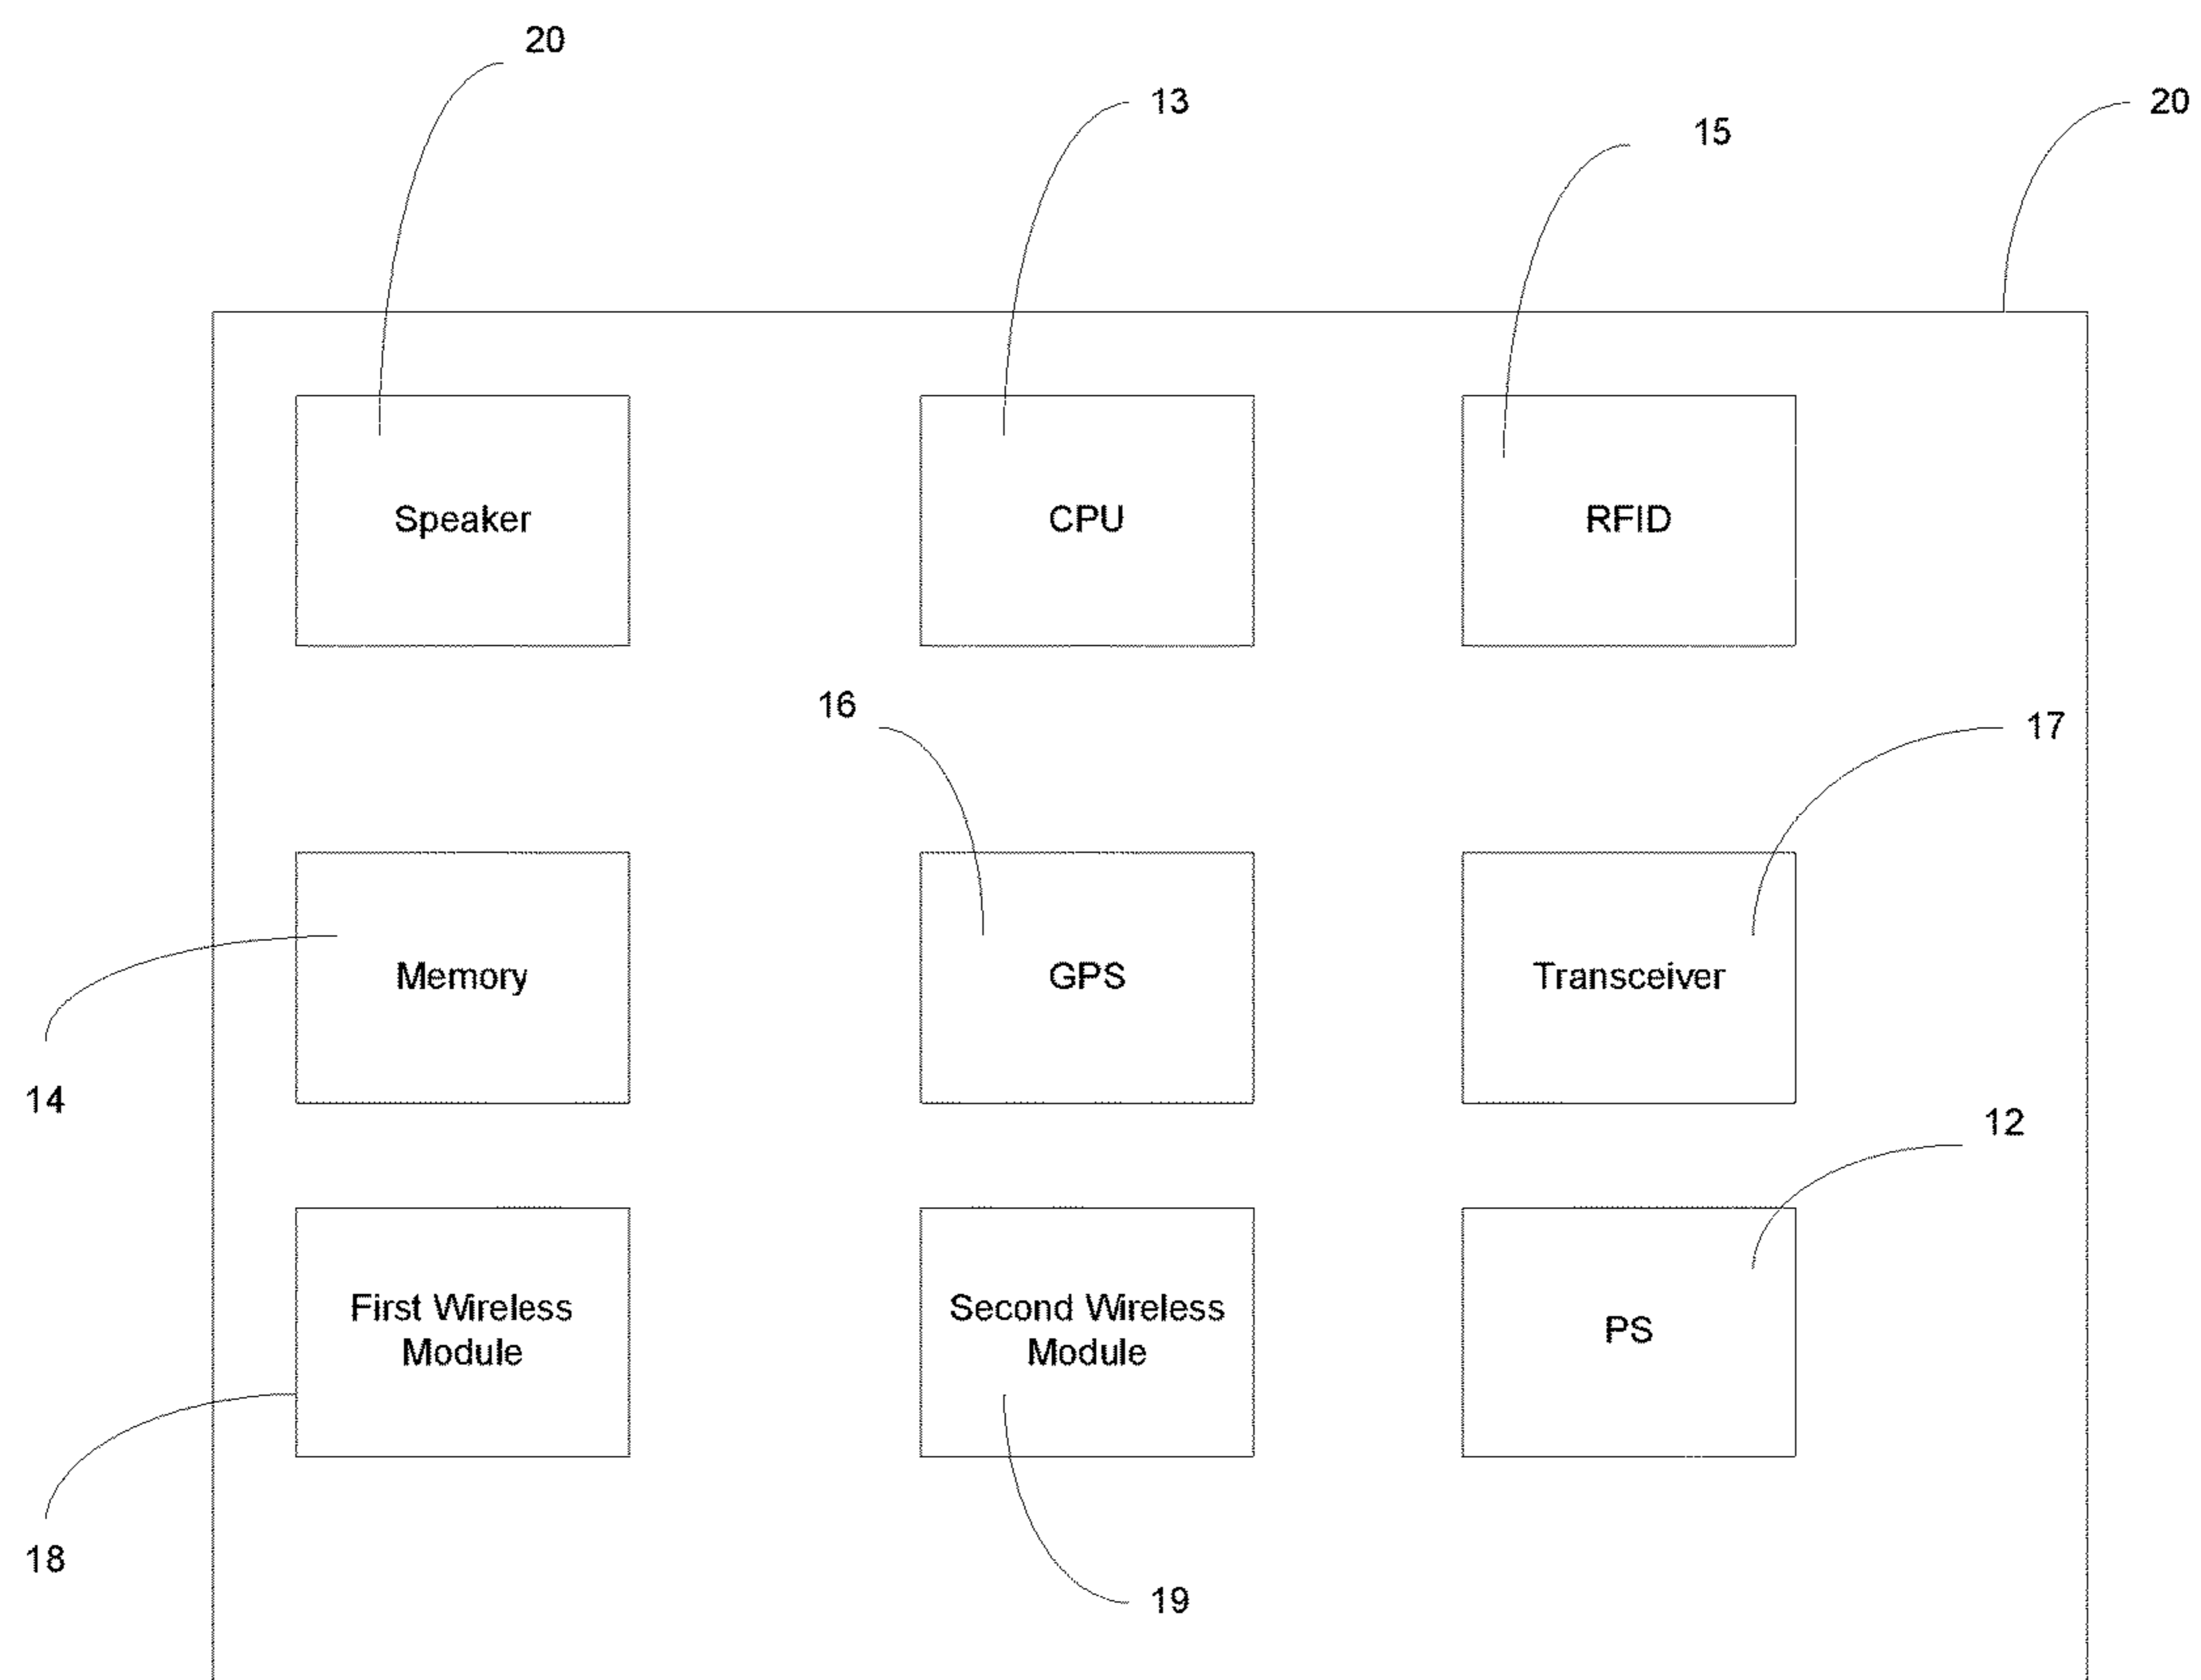 20
13
15
20
Speaker
CPU
RFID
16
17
Memory
GPS
Transceiver
14
12
First Wireless
Module
Second Wireless
Module
PS
18
19